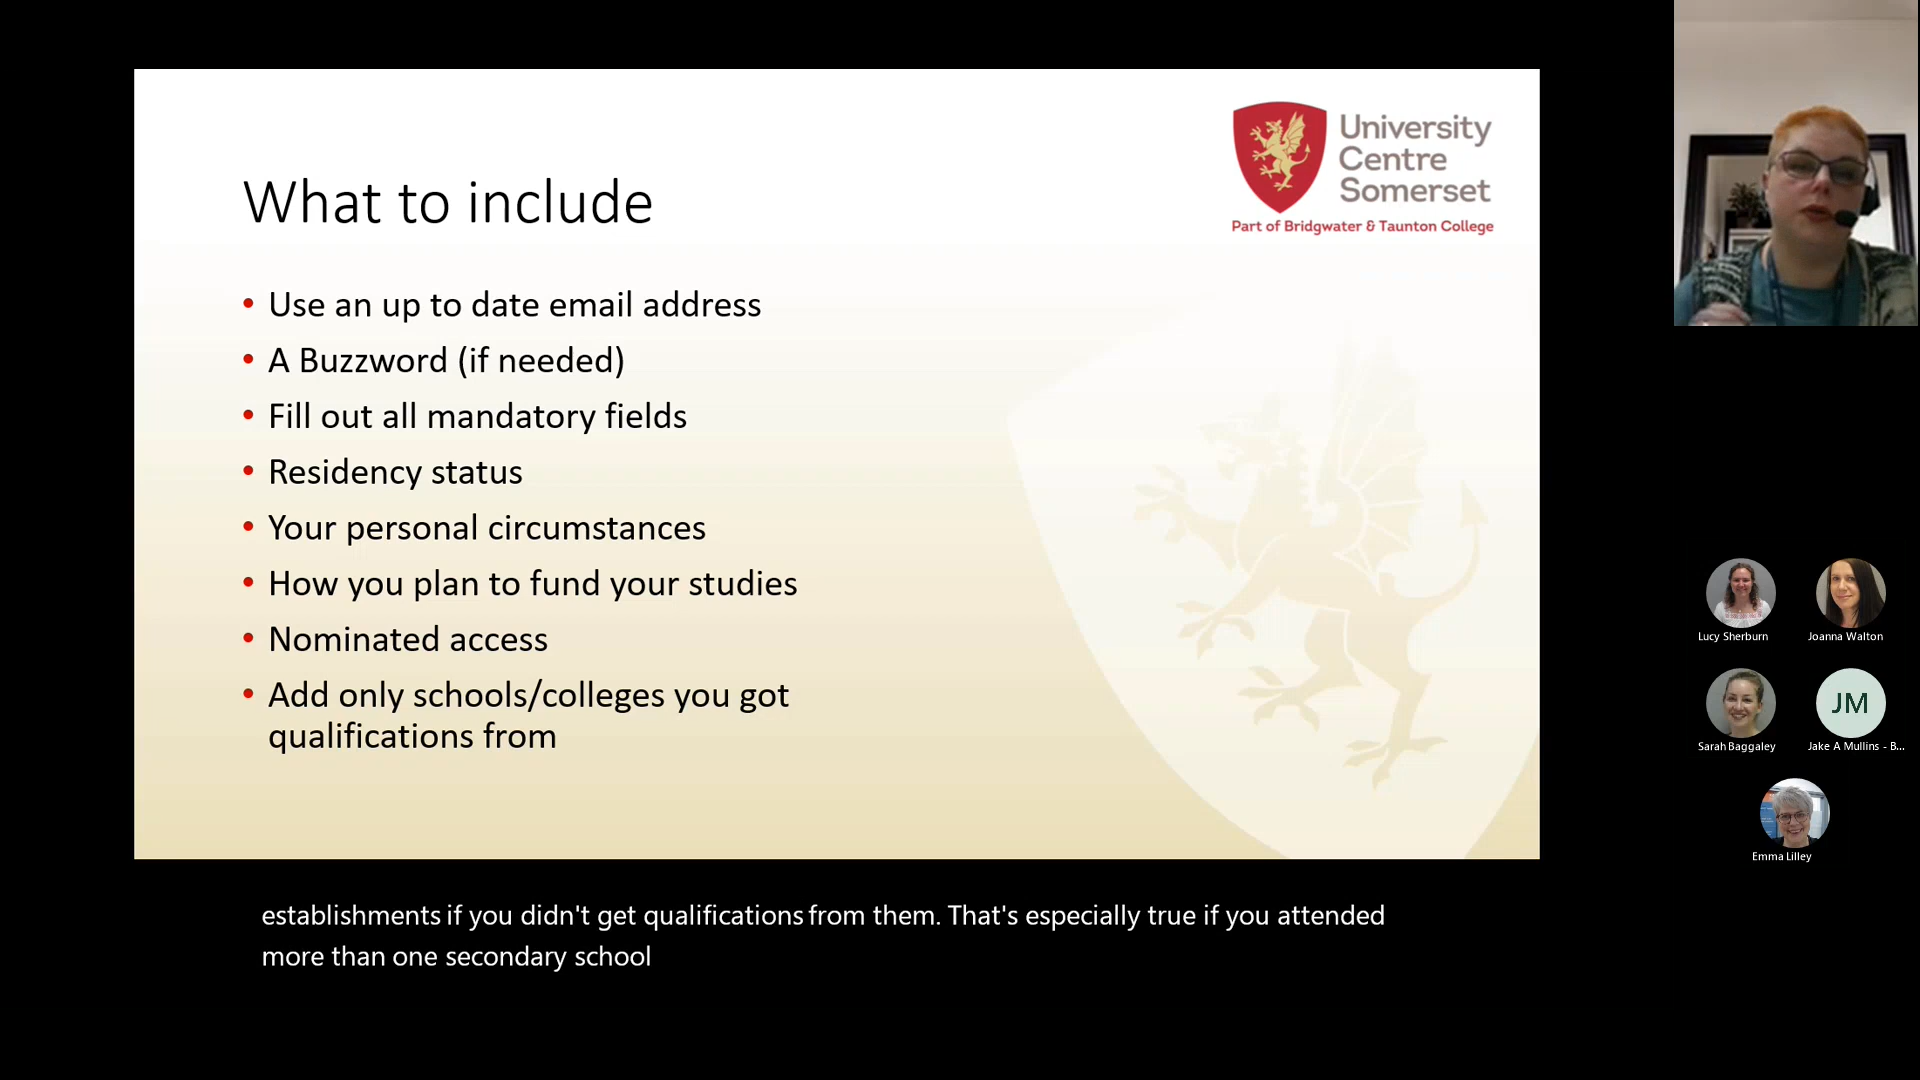 University
Centre
Somerset
Part of Bridgwater & Taunton College
What to include
• Use an up to date email address
• A Buzzword (if needed)
• Fill out all mandatory fields
• Residency status
• Your personal circumstances
• How you plan to fund your studies
• Nominated access
• Add only schools/colleges you got
qualifications from
Lucy Sherburn
Joanna Walton
JM
Sarah Baggaley
Jake A Mullins - B...
Emma Lilley
establishments if you didn't get qualifications from them. That's especially true if you attended
more than one secondary school